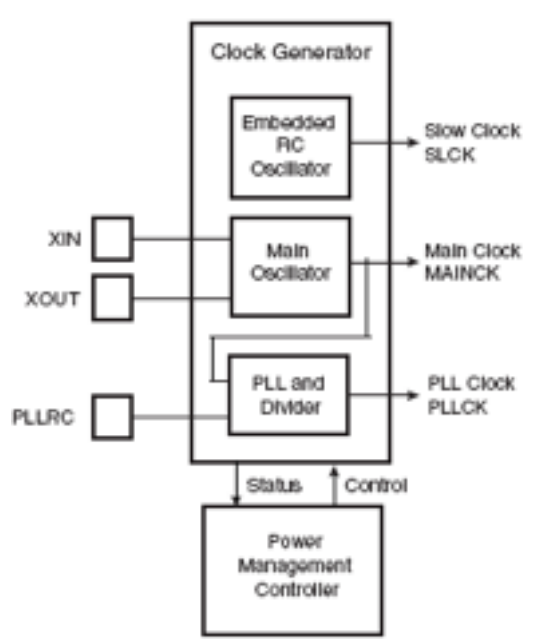 Clock Generator
Embedded
RC
Oscillator
Slow Clock
SLCK
XIN
XOUT
Main
Oscillator
Main Clock
MAINCK
PLLRC
PLL and
Divider
PLL Clock
PLLCK
Status
Control
Power
Management
Controller